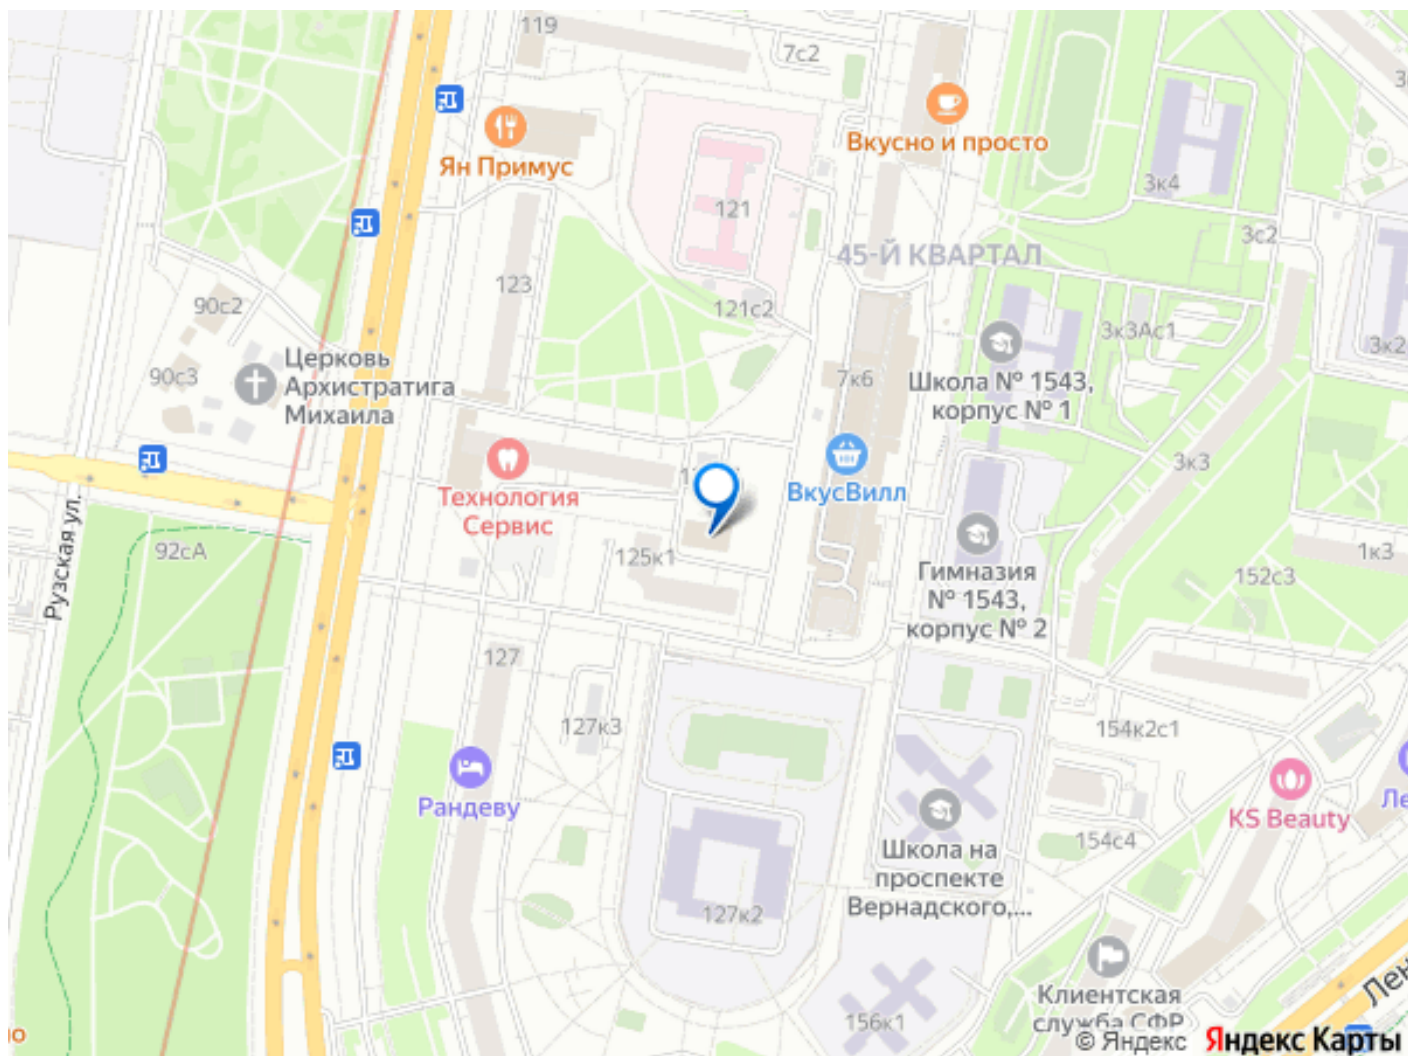 119
7с2
Вкусно и просто
Ян Примус
3к4
121
3с2
45-Й КВАРТАЛ
123
90с2
121с2
3к3Ас1
3к2
Церковь
Архистратига
Михаила
90с3
7к6
Школа № 1543,
корпус № 1
3к3
Технология
Сервис
ВкусВилл
92сА
125к1
1к3
Рузская ул.
Гимназия
№ 1543,
корпус № 2
152с3
127
127к3
154к2с1
Рандеву
KS Beauty
154с4
Школа на
проспекте
Вернадского,...
127к2
Клиентская
служба СФР
156к1
© Яндекс
Яндекс Карты